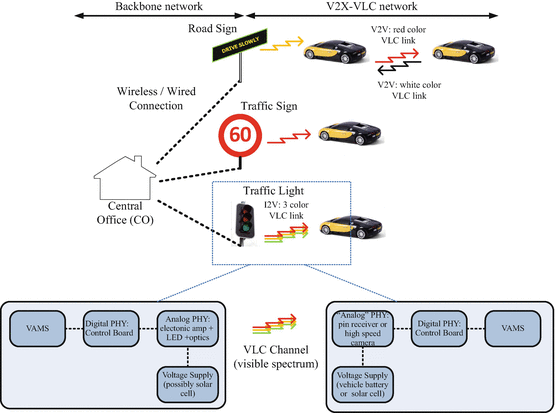 Backbone network
V2X-VLC network
Road Sign
DRIVE SLOWLY
V2V: red color
VLC link
V2V: white color
VLC link
Wireless / Wired
Connection
Traffic Sign
60
Central
Office (CO)
Traffic Light
I2V: 3 color
VLC link
VAMS
Digital PHY:
Control Board
Analog PHY:
electonic amp +
LED +optics
Voltage Supply
(possibly solar
cell)
VLC Channel
(visible spectrum)
"Analog" PHY:
pin receiver or
high speed
camera
Digital PHY:
Control Board
VAMS
Voltage Supply
(vehicle battery
or solar cell)